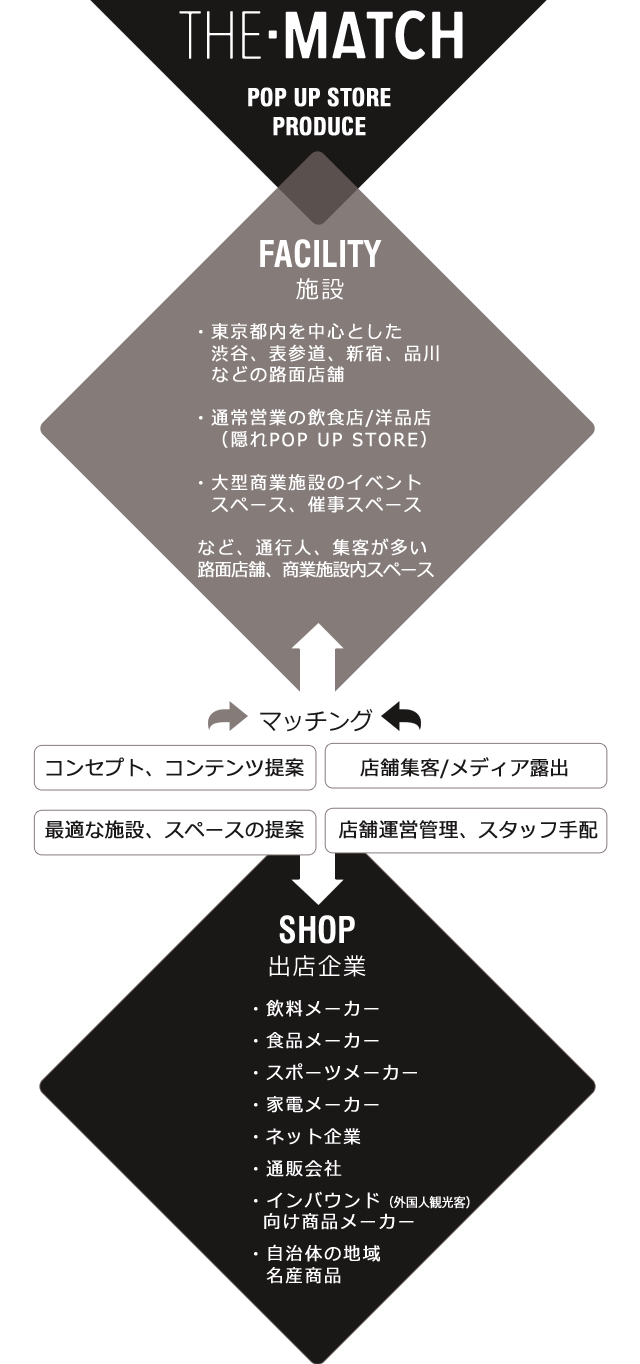 THE・MATCH
POP UP STORE
PRODUCE
FACILITY
施設
・東京都内を中心とした
渋谷、表参道、新宿、品川
などの路面店舗
・通常営業の飲食店/洋品店
（隠れPOP UP STORE）
・大型商業施設のイベント
スペース、催事スペース
など、通行人、集客が多い
路面店舗、商業施設内スペース
マッチング
コンセプト、コンテンツ提案
店舗集客/メディア露出
最適な施設、スペースの提案
店舗運営管理、スタッフ手配
SHOP
出店企業
・飲料メーカー
・食品メーカー
・スポーツメーカー
・家電メーカー
・ネット企業
・通販会社
・インバウンド（外国人観光客）
向け商品メーカー
・自治体の地域
名産商品